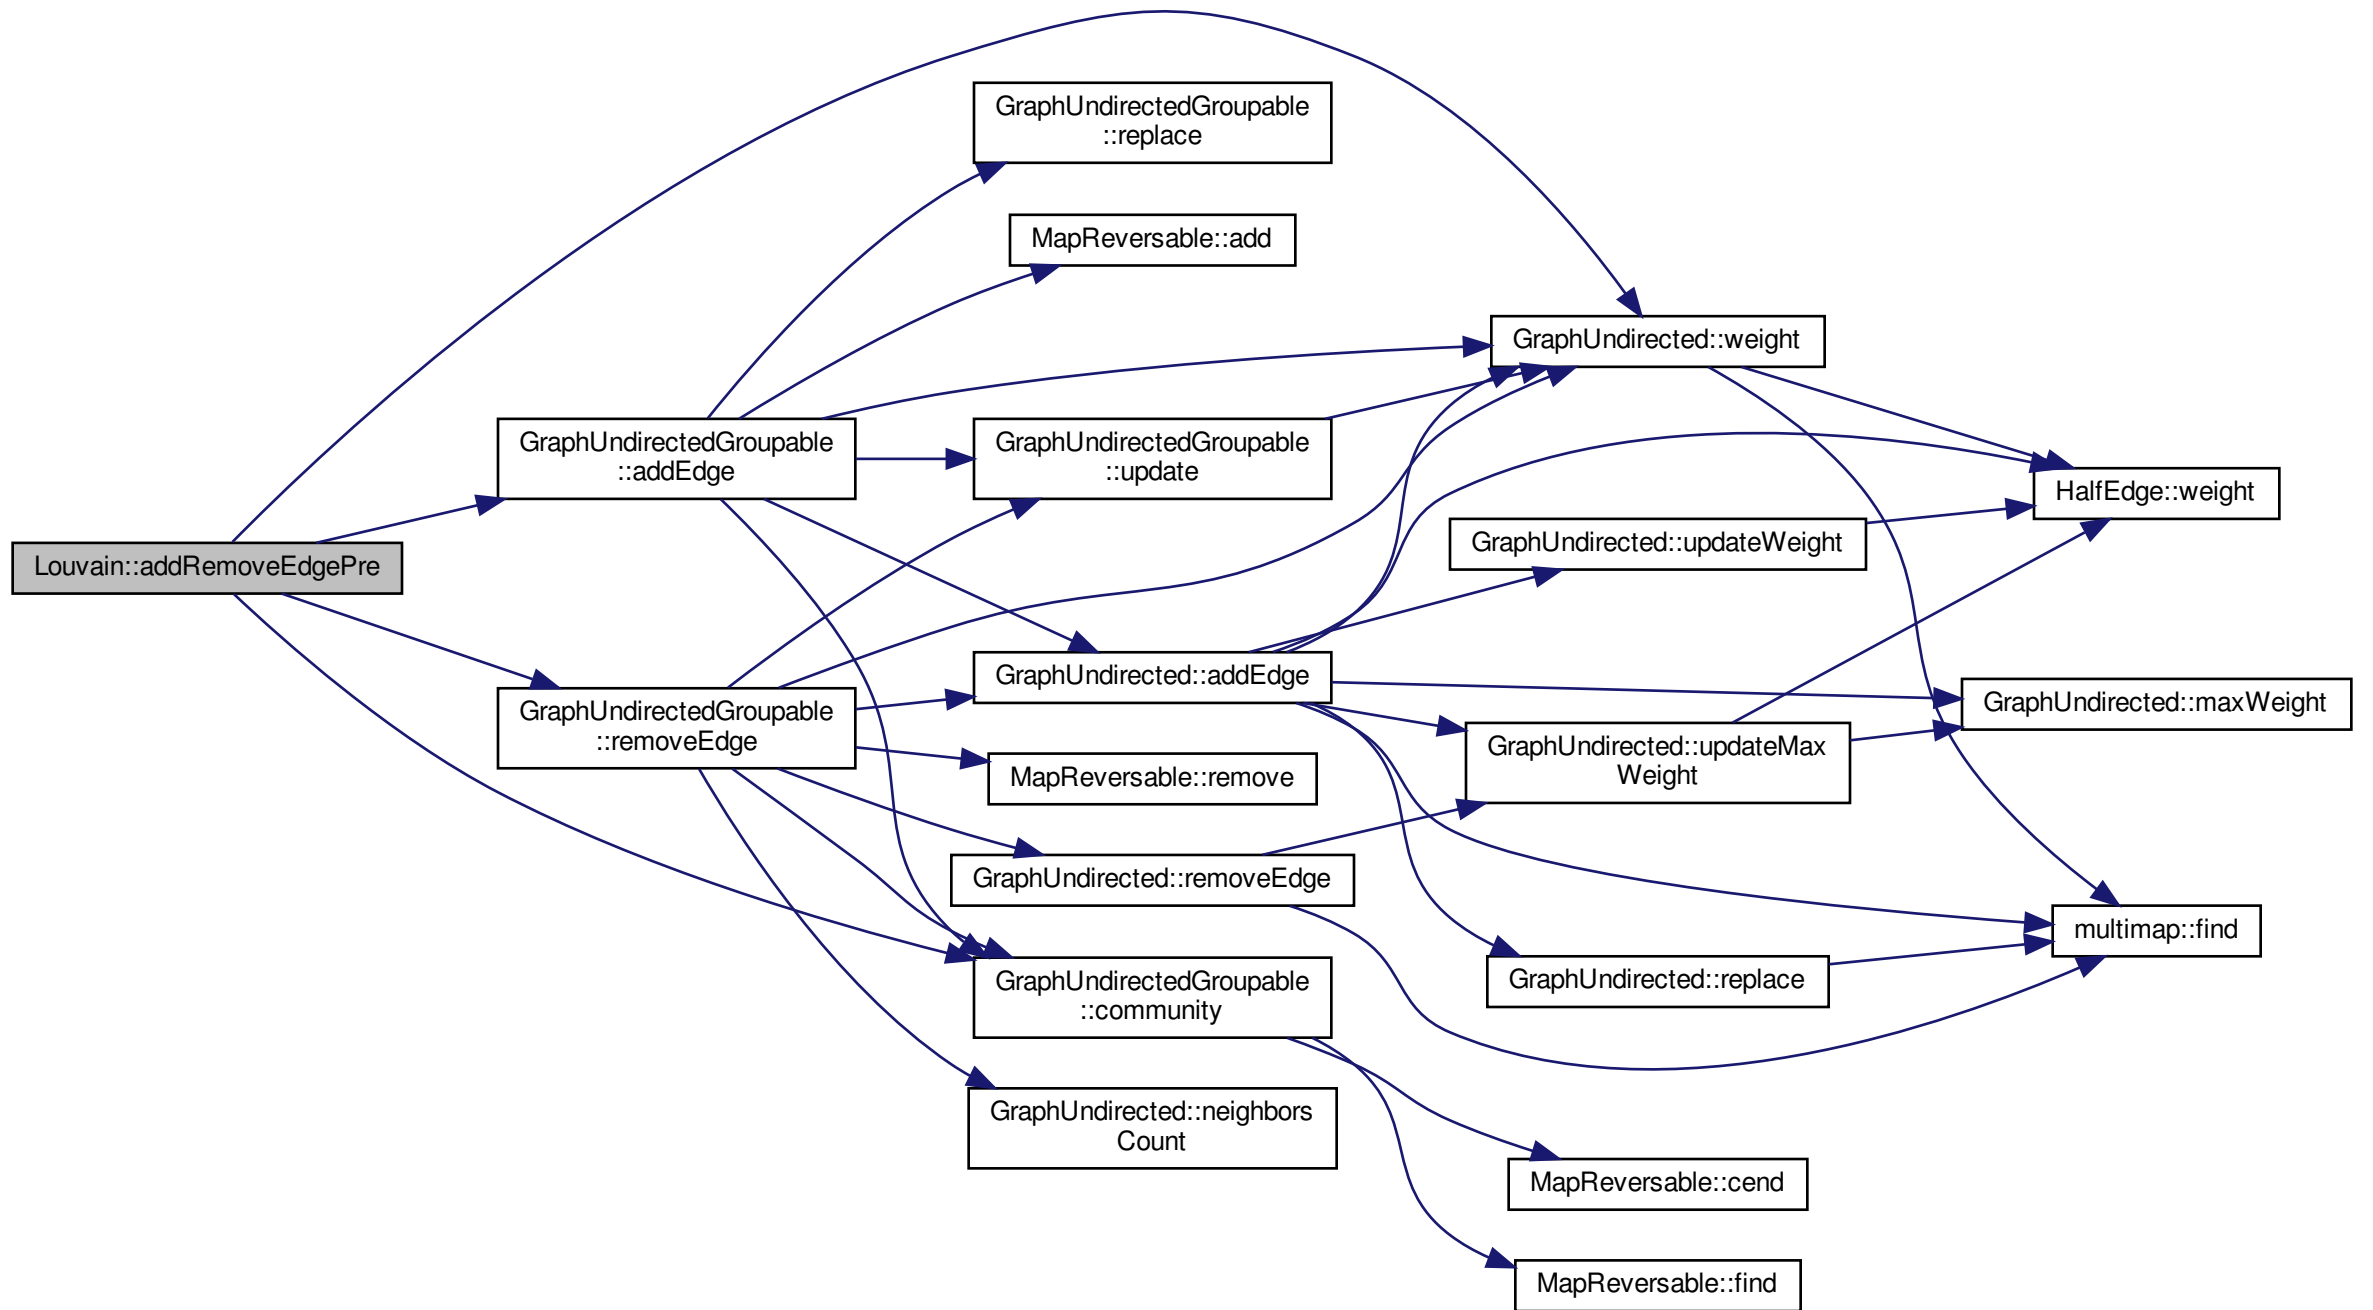 Louvain::addRemoveEdgePre
GraphUndirectedGroupable
::addEdge
GraphUndirectedGroupable
::removeEdge
GraphUndirectedGroupable
::replace
MapReversable::add
GraphUndirectedGroupable
::update
GraphUndirected::addEdge
MapReversable::remove
GraphUndirected::removeEdge
GraphUndirectedGroupable
::community
GraphUndirected::neighbors
Count
GraphUndirected::weight
GraphUndirected::updateWeight
GraphUndirected::updateMax
Weight
GraphUndirected::replace
MapReversable::cend
MapReversable::find
HalfEdge::weight
GraphUndirected::maxWeight
multimap::find